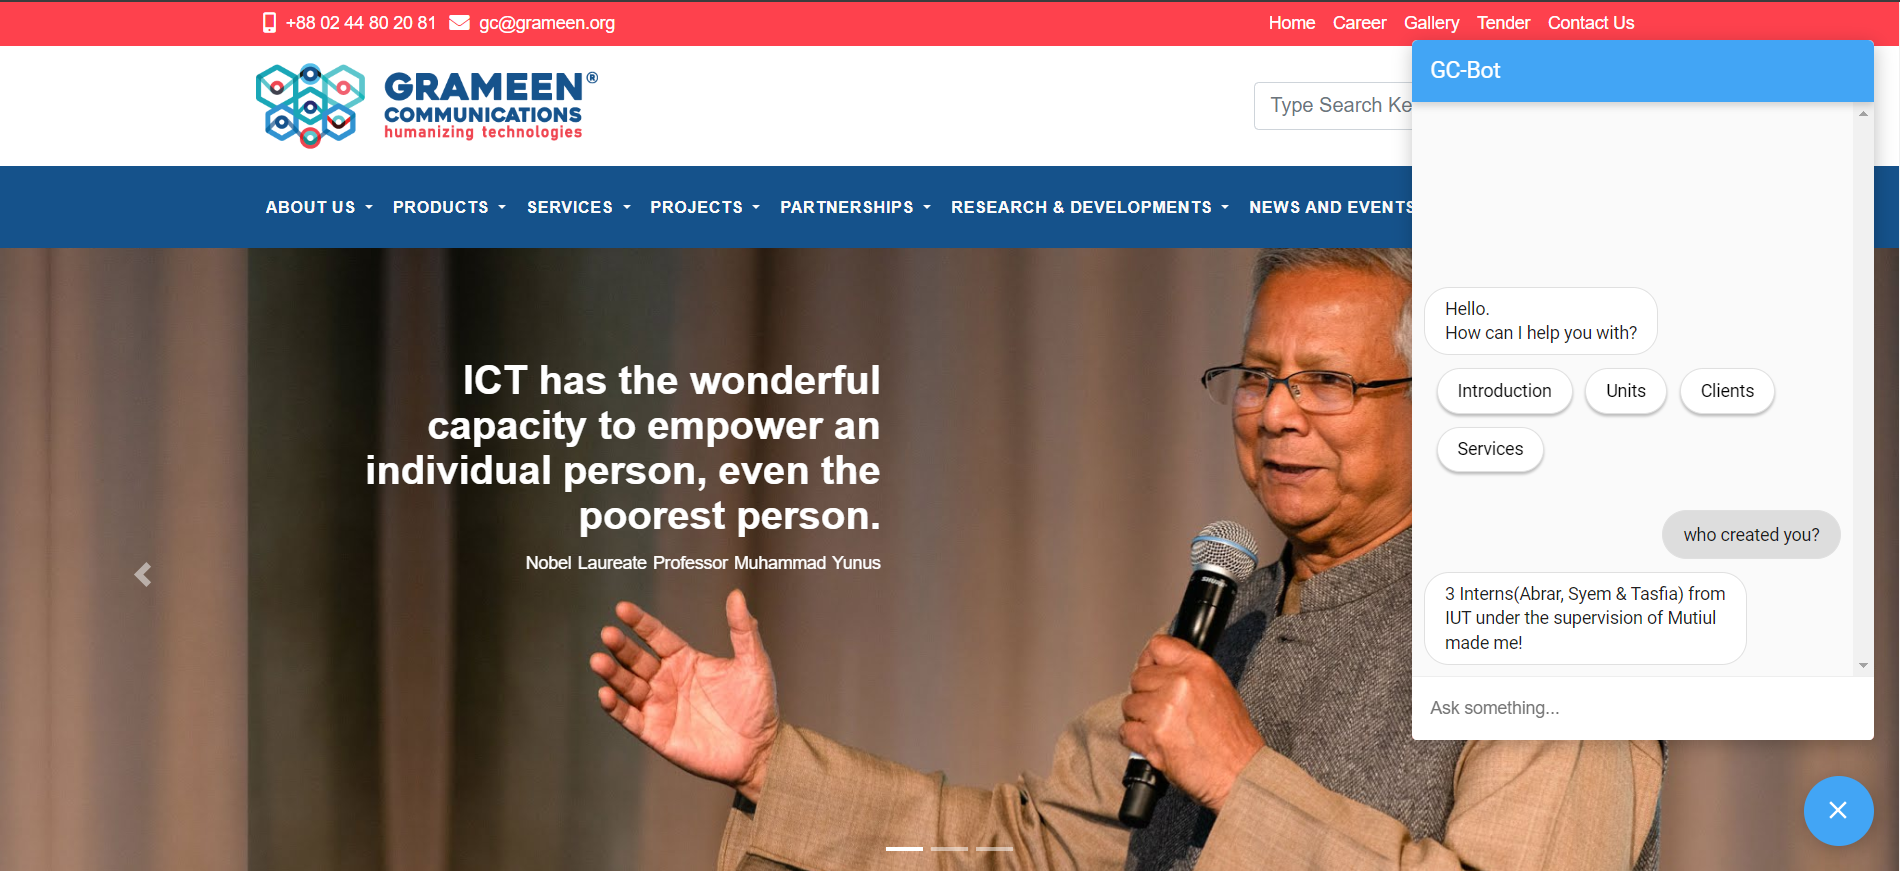 +88 02 44 80 20 81 gc@grameen.org
Home Career Gallery Tender Contact Us
GRAMEEN®
COMMUNICATIONS
humanizing technologies
Type Search Ke
ABOUT US PRODUCTS SERVICES PROJECTS PARTNERSHIPS RESEARCH & DEVELOPMENTS NEWS AND EVENTS
ICT has the wonderful
capacity to empower an
individual person, even the
poorest person.
Nobel Laureate Professor Muhammad Yunus
GC-Bot
Hello.
How can I help you with?
Introduction Units Clients
Services
who created you?
3 Interns(Abrar, Syem & Tasfia) from
IUT under the supervision of Mutiul
made me!
Ask something...